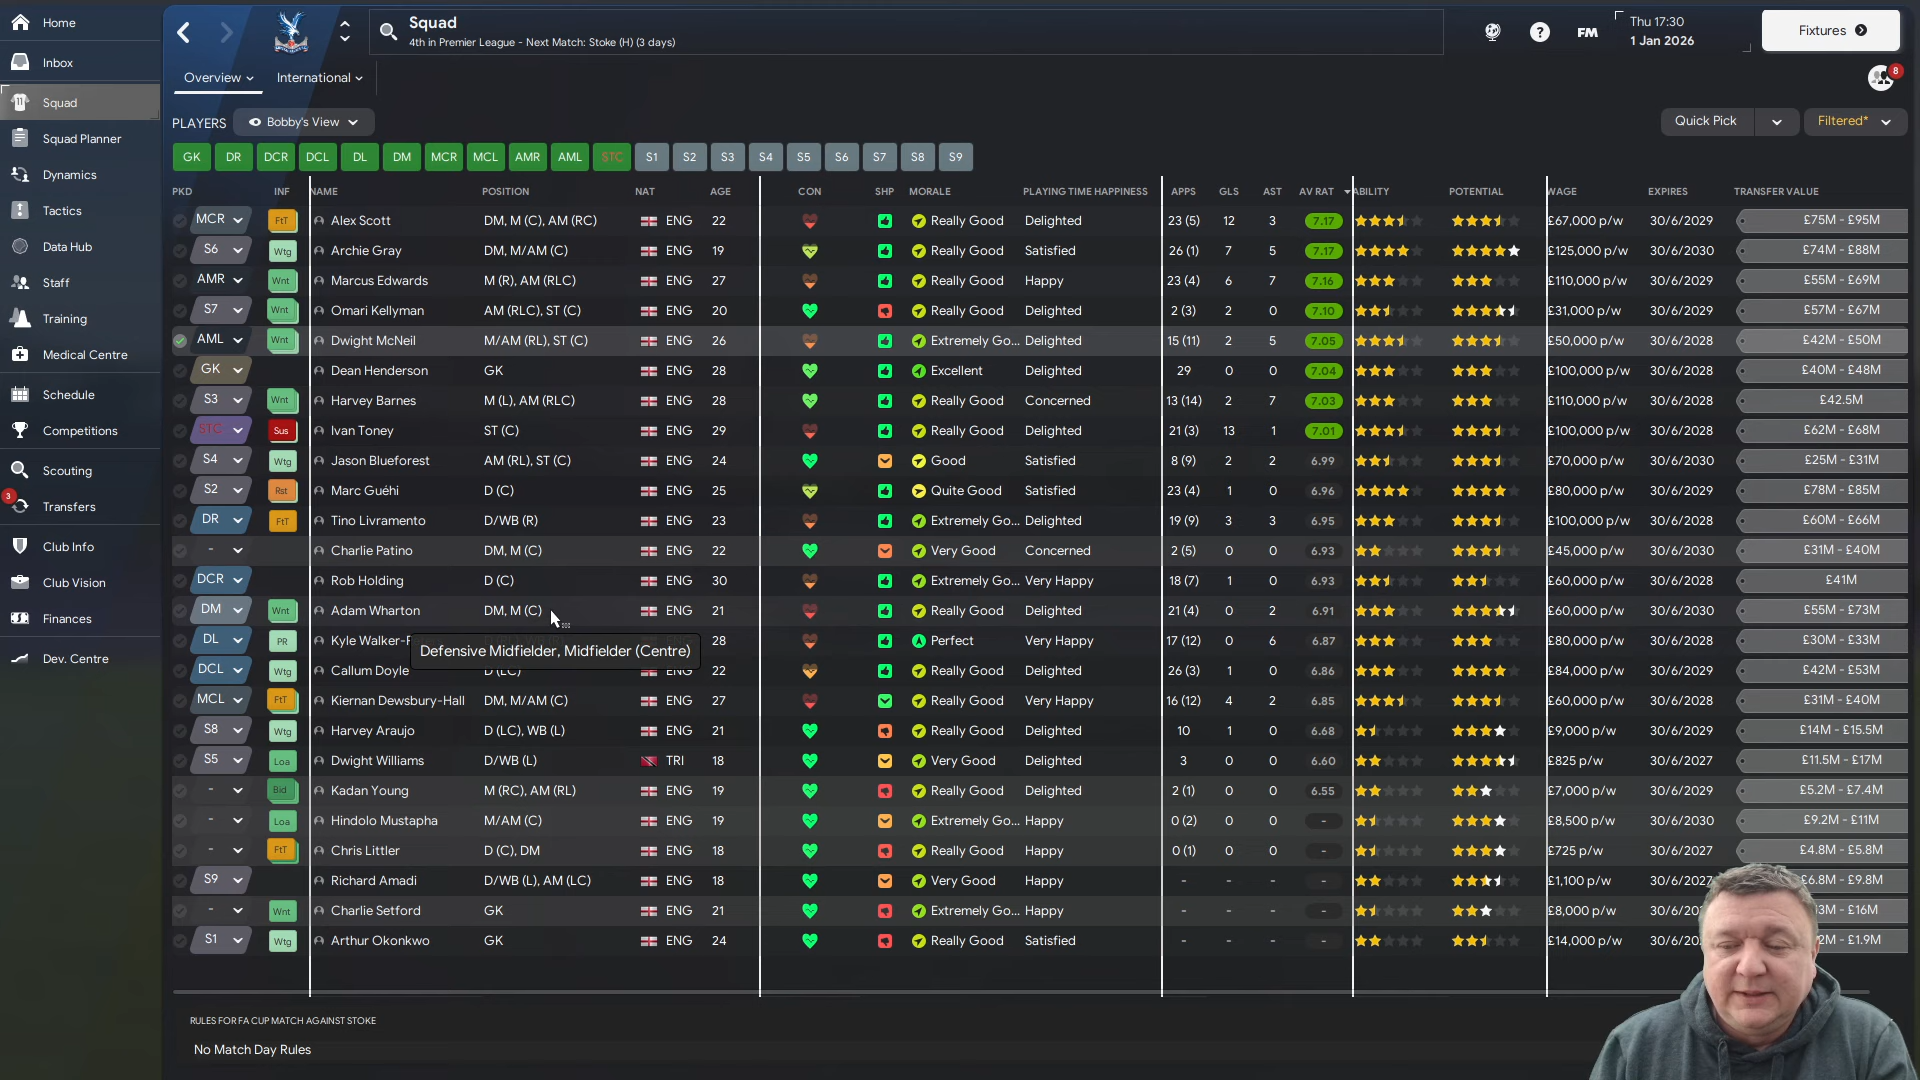 Home
Inbox
Squad
Squad Planner
Dynamics
Inbox
Tactics
Data Hub
Staff
Training
Medical Centre
Schedule
Competitions
Scouting
3
Transfers
Club Info
Club Vision
Finances
Dev. Centre
Squad
4th in Premier League - Next Match: Stoke (H) (3 days)
? FM
Thu 17:30
1 Jan 2026
Fixtures
Overview International
8
PLAYERS Bobby's View Quick Pick Filtered*
GK DR DCR DCL DL DM MCR MCL AMR AML STC S1 S2 S3 S4 S5 S6 S7 S8 S9
PKD INF NAME POSITION NAT AGE CON SHP MORALE PLAYING TIME HAPPINESS APPS GLS AST AV RAT ABILITY POTENTIAL WAGE EXPIRES TRANSFER VALUE
MCR FtT Alex Scott DM, M (C), AM (RC) ENG 22 Really Good Delighted 23 (5) 12 3 7.17 £67,000 p/w 30/6/2029 £75M - £95M
S6 Wtg Archie Gray DM, M/AM (C) ENG 19 Really Good Satisfied 26 (1) 7 5 7.17 £125,000 p/w 30/6/2030 £74M - £88M
AMR Wnt Marcus Edwards M (R), AM (RLC) ENG 27 Really Good Happy 23 (4) 6 7 7.16 £110,000 p/w 30/6/2029 £55M - £69M
S7 Wnt Omari Kellyman AM (RLC), ST (C) ENG 20 Really Good Delighted 2 (3) 2 0 7.10 £31,000 p/w 30/6/2029 £57M - £67M
AML Wnt Dwight McNeil M/AM (RL), ST (C) ENG 26 Extremely Go... Delighted 15 (11) 2 5 7.05 £50,000 p/w 30/6/2028 £42M - £50M
GK Dean Henderson GK ENG 28 Excellent Delighted 29 0 0 7.04 £100,000 p/w 30/6/2028 £40M - £48M
S3 Wnt Harvey Barnes M (L), AM (RLC) ENG 28 Really Good Concerned 13 (14) 2 7 7.03 £110,000 p/w 30/6/2028 £42.5M
STC Sus Ivan Toney ST (C) ENG 29 Really Good Delighted 21 (3) 13 1 7.01 £100,000 p/w 30/6/2028 £62M - £68M
S4 Wtg Jason Blueforest AM (RL), ST (C) ENG 24 Good Satisfied 8 (9) 2 2 6.99 £70,000 p/w 30/6/2030 £25M - £31M
S2 Rst Marc Guéhi D (C) ENG 25 Quite Good Satisfied 23 (4) 1 0 6.96 £80,000 p/w 30/6/2029 £78M - £85M
DR FtT Tino Livramento D/WB (R) ENG 23 Extremely Go... Delighted 19 (9) 3 3 6.95 £100,000 p/w 30/6/2028 £60M - £66M
- Charlie Patino DM, M (C) ENG 22 Very Good Concerned 2 (5) 0 0 6.93 £45,000 p/w 30/6/2030 £31M - £40M
DCR Rob Holding D (C) ENG 30 Extremely Go... Very Happy 18 (7) 1 0 6.93 £60,000 p/w 30/6/2028 £41M
DM Wnt Adam Wharton DM, M (C) ENG 21 Really Good Delighted 21 (4) 0 2 6.91 £60,000 p/w 30/6/2030 £55M - £73M
DL PR Kyle Walker- 28 Perfect Very Happy 17 (12) 0 6 6.87 £80,000 p/w 30/6/2028 £30M - £33M
Defensive Midfielder, Midfielder (Centre)
DCL Wtg Callum Doyle D (LC) ENG 22 Really Good Delighted 26 (3) 1 0 6.86 £84,000 p/w 30/6/2029 £42M - £53M
MCL FtT Kiernan Dewsbury-Hall DM, M/AM (C) ENG 27 Really Good Very Happy 16 (12) 4 2 6.85 £60,000 p/w 30/6/2028 £31M - £40M
S8 Wtg Harvey Araujo D (LC), WB (L) ENG 21 Really Good Delighted 10 1 0 6.68 £9,000 p/w 30/6/2029 £14M - £15.5M
S5 Loa Dwight Williams D/WB (L) TRI 18 Very Good Delighted 3 0 0 6.60 £825 p/w 30/6/2027 £11.5M - £17M
- Bid Kadan Young M (RC), AM (RL) ENG 19 Really Good Delighted 2 (1) 0 0 6.55 £7,000 p/w 30/6/2029 £5.2M - £7.4M
- Loa Hindolo Mustapha M/AM (C) ENG 19 Extremely Go... Happy 0 (2) 0 0 - £8,500 p/w 30/6/2030 £9.2M - £11M
- FtT Chris Littler D (C), DM ENG 18 Really Good Happy 0 (1) 0 0 - £725 p/w 30/6/2027 £4.8M - £5.8M
S9 Richard Amadi D/WB (L), AM (LC) ENG 18 Very Good Happy - - - - £1,100 p/w 30/6/2027 £6.8M - £9.8M
- Wnt Charlie Setford GK ENG 21 Extremely Go... Happy - - - - £8,000 p/w 30/6/20 3M - £16M
S1 Wtg Arthur Okonkwo GK ENG 24 Really Good Satisfied - - - - £14,000 p/w 30/6/20 2M - £1.9M
RULES FOR FA CUP MATCH AGAINST STOKE
No Match Day Rules